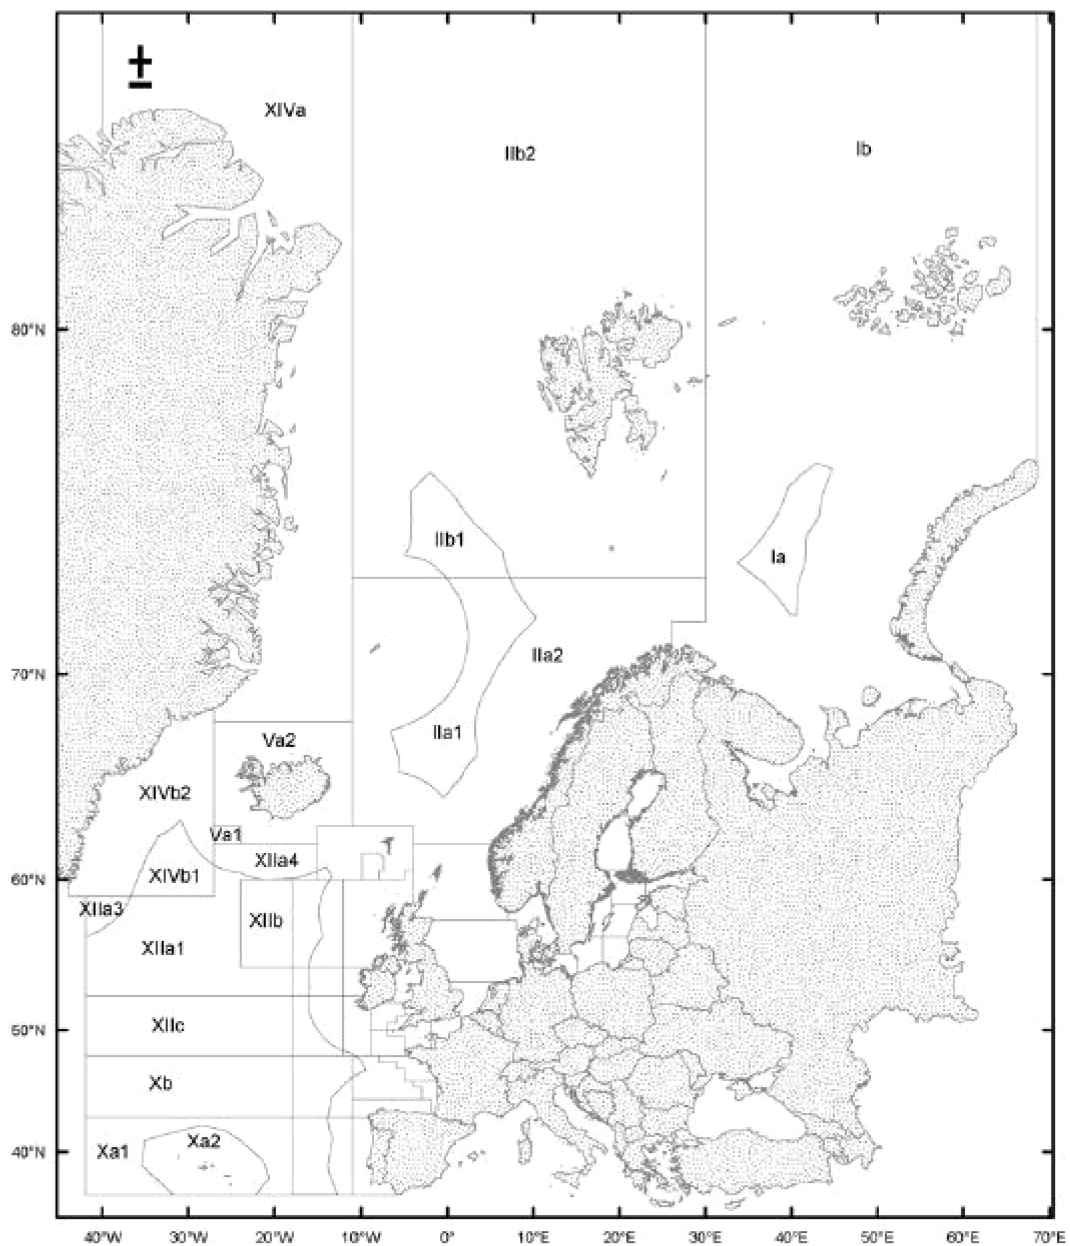 ±
XIVa
IIb2
Ib
80°N
IIb1
Ia
IIa2
70°N
IIa1
Va2
XIVb2
Va1
XIIa4
XIVb1
60°N
XIIa3
XIIb
XIIa1
XIIc
50°N
Xb
Xa1
Xa2
40°N
40°W 30°W 20°W 10°W 0° 10°E 20°E 30°E 40°E 50°E 60°E 70°E